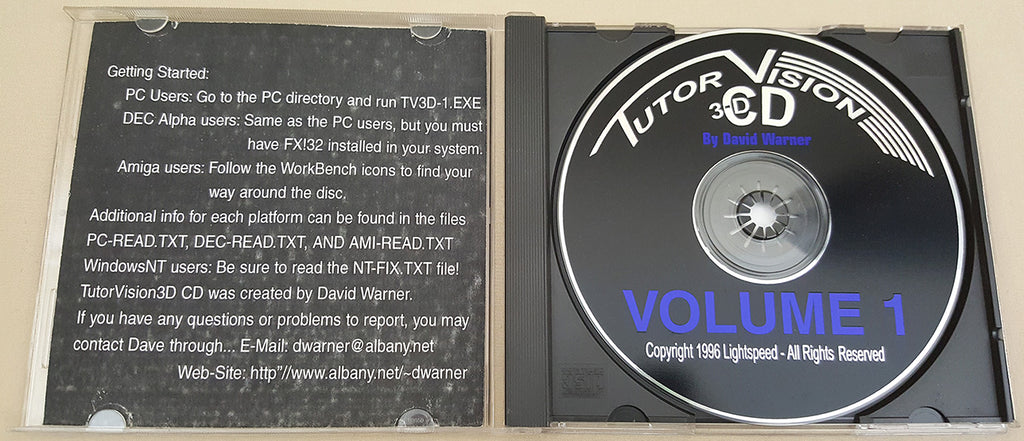 Getting Started:
PC Users: Go to the PC directory and run TV3D-1.EXE
DEC Alpha users: Same as the PC users, but you must
have FX!32 installed in your system.
Amiga users: Follow the WorkBench icons to find your
way around the disc.
Additional info for each platform can be found in the files
PC-READ.TXT, DEC-READ.TXT, AND AMI-READ.TXT
WindowsNT users: Be sure to read the NT-FIX.TXT file!
TutorVision3D CD was created by David Warner.
If you have any questions or problems to report, you may
contact Dave through... E-Mail: dwarner@albany.net
Web-Site: http"//www.albany.net/~dwarner
TUTOR VISION
3-D CD
By David Warner
VOLUME 1
Copyright 1996 Lightspeed - All Rights Reserved